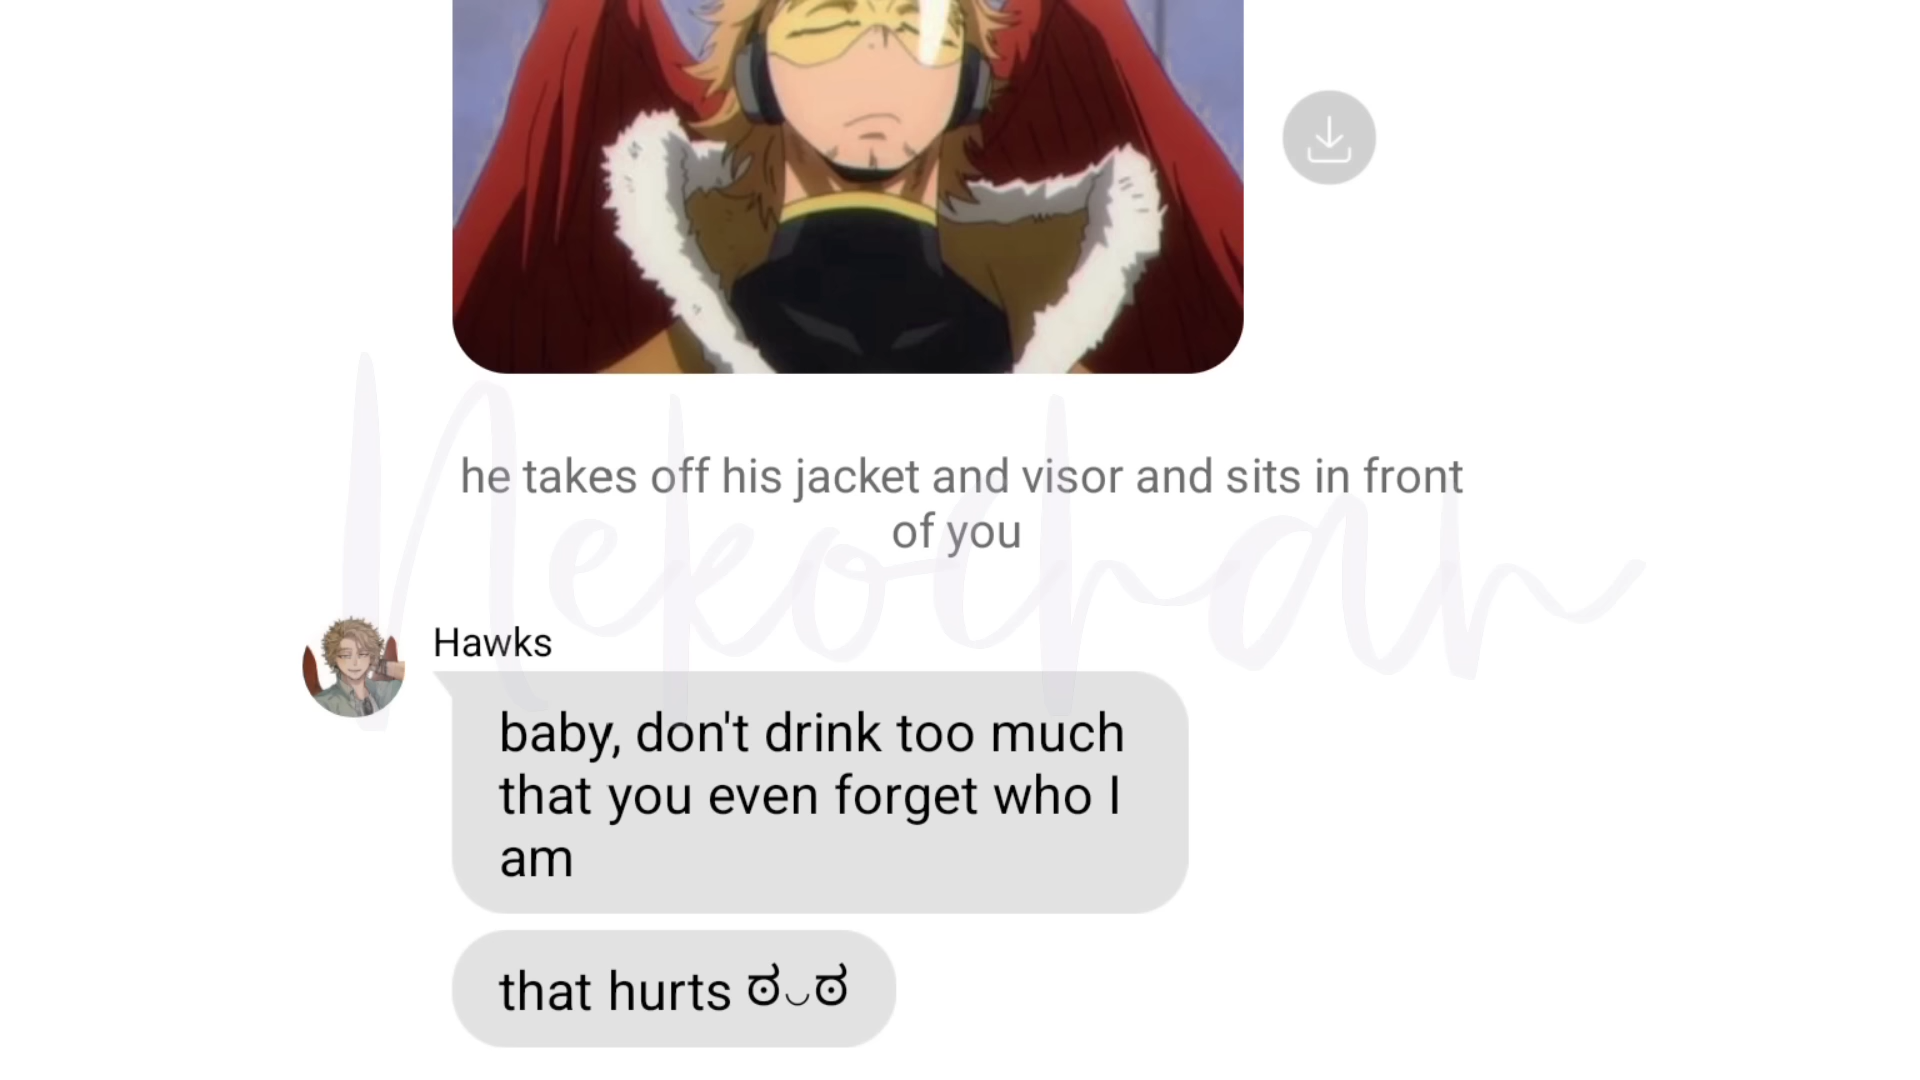 he takes off his jacket and visor and sits in front
of you
Nekochan
Hawks
baby, don't drink too much
that you even forget who I
am
that hurts ಠ◡ಠ